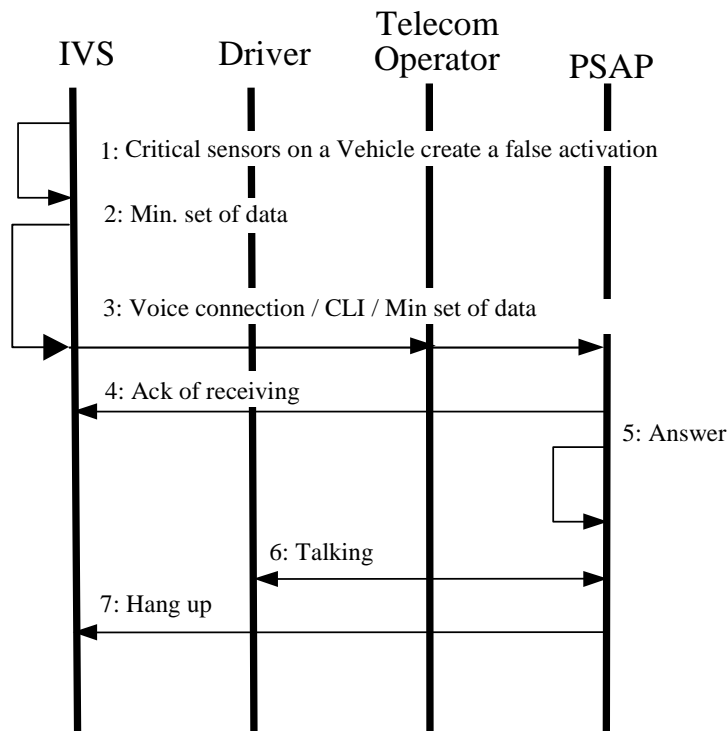 IVS
Driver
Telecom
Operator
PSAP
1: Critical sensors on a Vehicle create a false activation
2: Min. set of data
3: Voice connection / CLI / Min set of data
4: Ack of receiving
5: Answer
6: Talking
7: Hang up